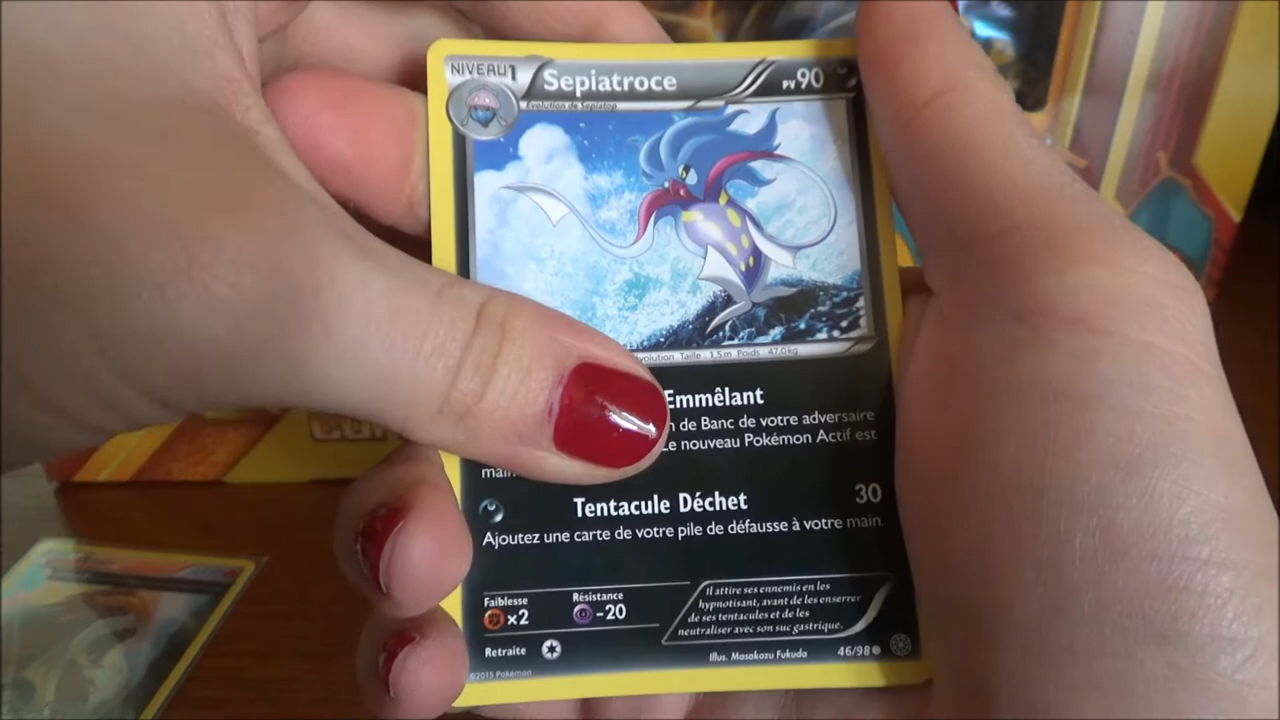 NIVEAU 1
Sepiatroce
PV 90
Évolution de Sepiatop
Taille : 1,5m Poids : 47,0kg
Emmêlant
de Banc de votre adversaire
Le nouveau Pokémon Actif est
main
Tentacule Déchet 30
Ajoutez une carte de votre pile de défausse à votre main.
Faiblesse
×2
Résistance
-20
Il attire ses ennemis en les
hypnotisant, avant de les enserrer
de ses tentacules et de les
neutraliser avec son suc gastrique.
Retraite
Illus. Masakazu Fukuda
46/98
©2015 Pokémon